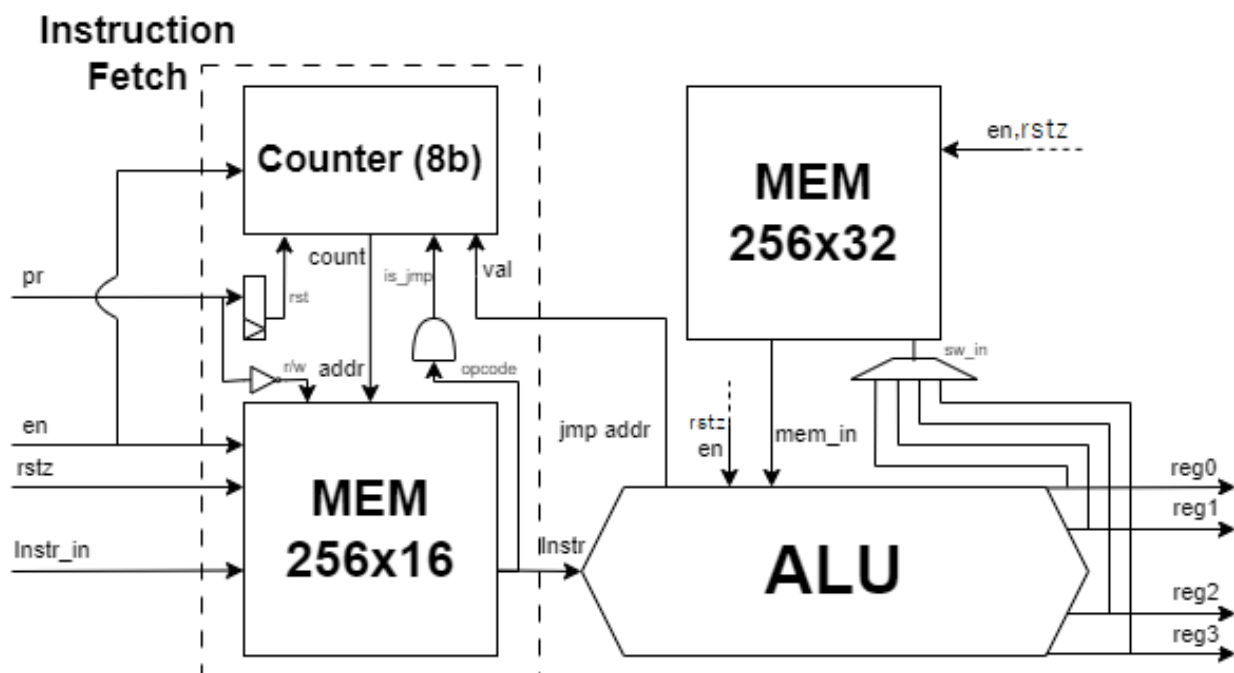 Instruction
Fetch
Counter (8b)
MEM
256x32
en,rstz
pr
rst
count
is_jmp
val
r/w
addr
opcode
sw_in
en
rstz
Instr_in
MEM
256x16
Instr
jmp addr
rstz
en
mem_in
ALU
reg0
reg1
reg2
reg3